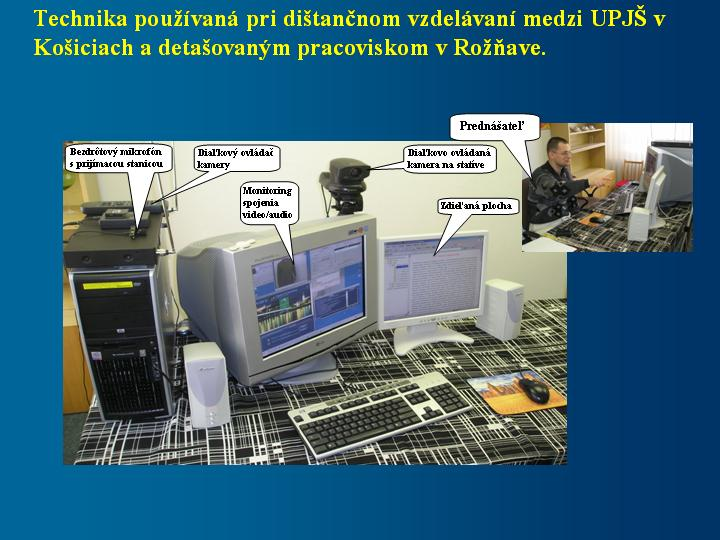 Technika používaná pri dištančnom vzdelávaní medzi UPJŠ v
Košiciach a detašovaným pracoviskom v Rožňave.
Prednášateľ
Bezdrôtový mikrofón
s prijímacou stanicou
Diaľkový ovládač
kamery
Diaľkovo ovládaná
kamera na statíve
Monitoring
spojenia
video/audio
Zdieľaná plocha